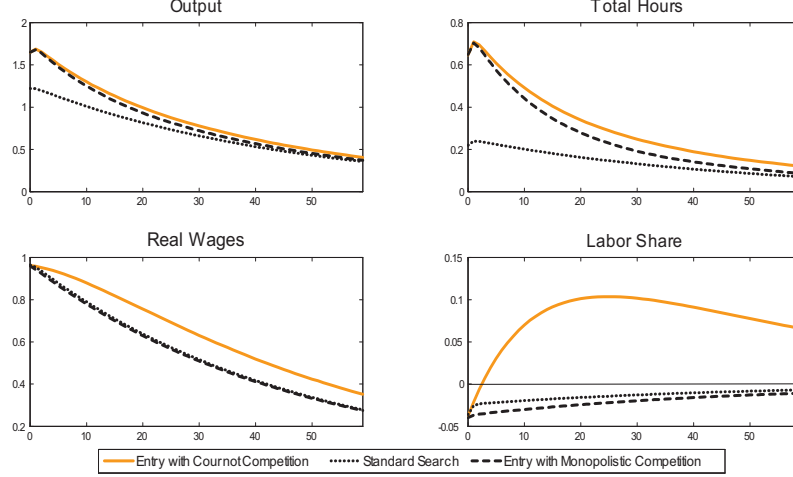 Output
Total Hours
2
1.5
1
0.5
0
0 10 20 30 40 50
0.8
0.6
0.4
0.2
0
0 10 20 30 40 50
Real Wages
Labor Share
1
0.8
0.6
0.4
0.2
0 10 20 30 40 50
0.15
0.1
0.05
0
-0.05
0 10 20 30 40 50
Entry with Cournot Competition Standard Search Entry with Monopolistic Competition